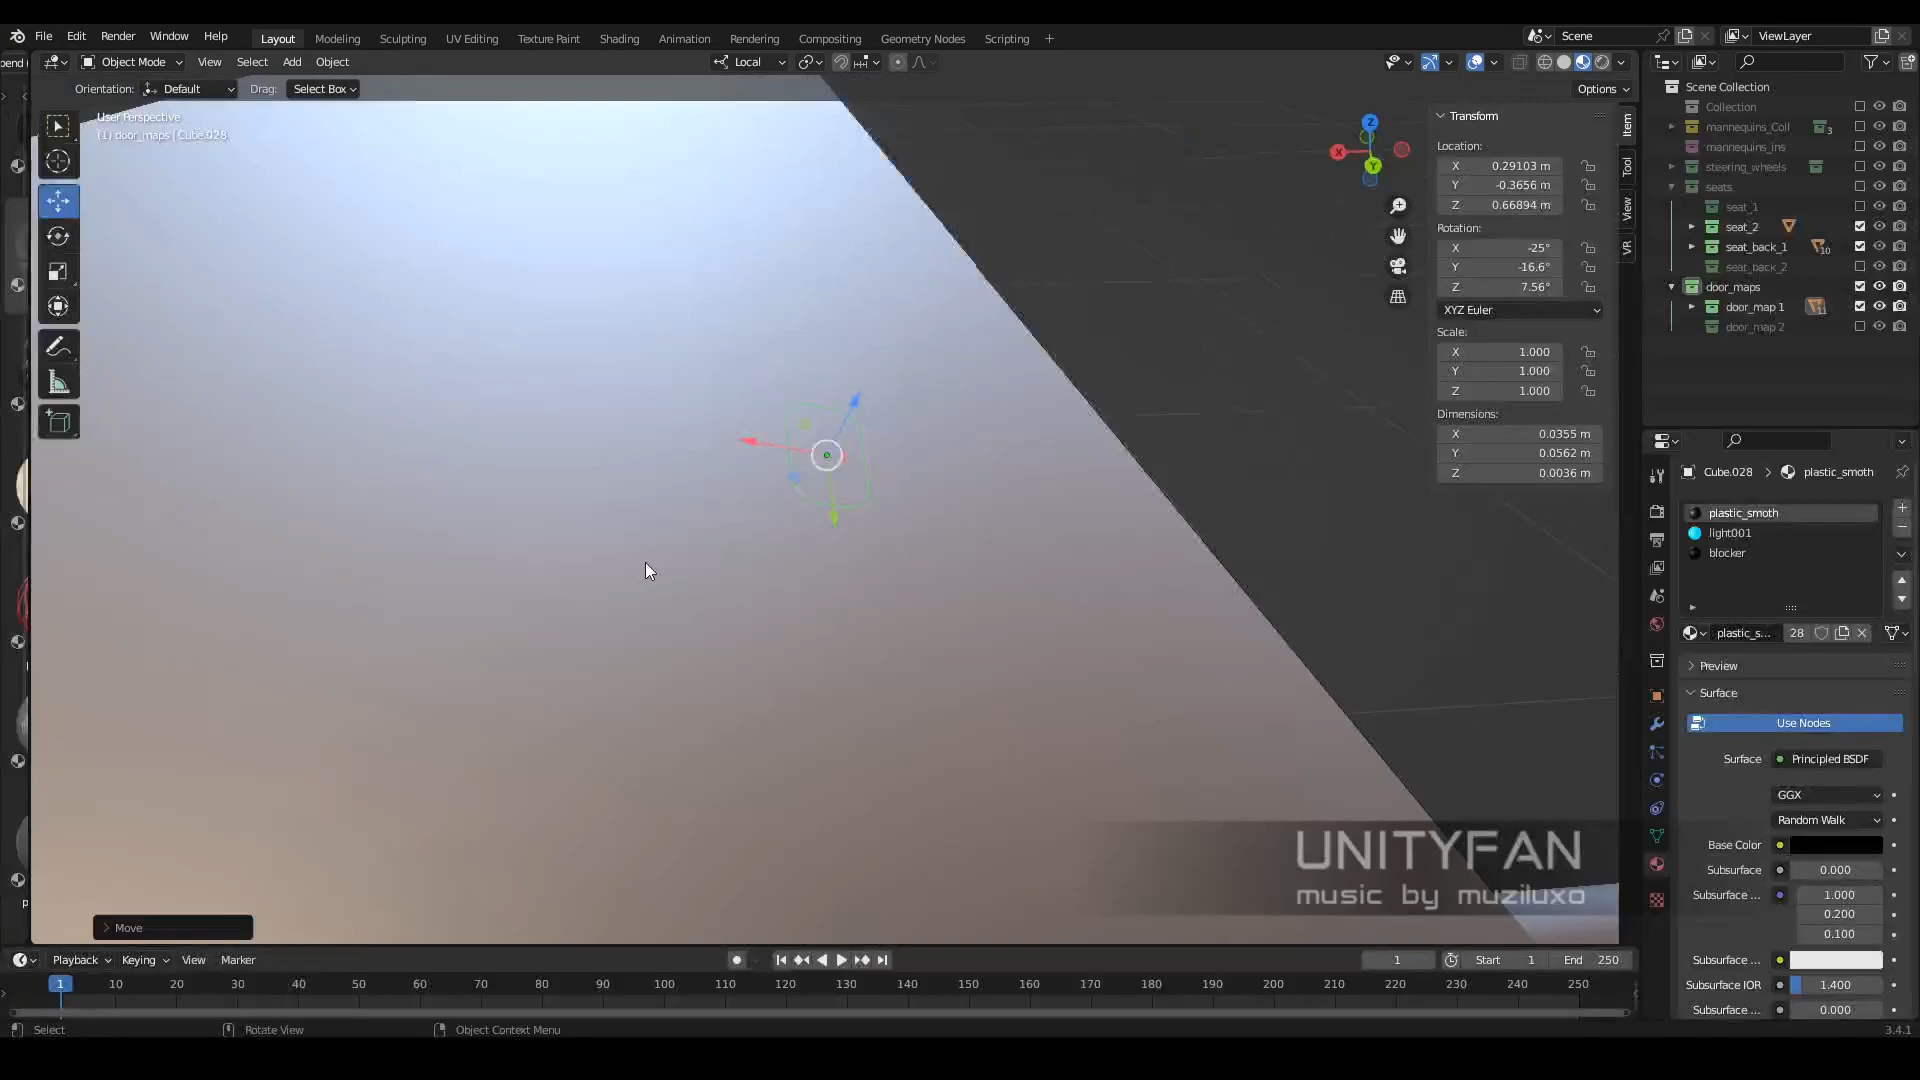 File Edit Render Window Help Layout Modeling Sculpting UV Editing Texture Paint Shading Animation Rendering Compositing Geometry Nodes Scripting + Scene ViewLayer
Object Mode View Select Add Object Local
Orientation: Default Drag: Select Box Options
User Perspective
(1) door_maps | Cube.028
Transform
Location:
X 0.29103 m
Y -0.3656 m
Z 0.66894 m
Rotation:
X -25°
Y -16.6°
Z 7.56°
XYZ Euler
Scale:
X 1.000
Y 1.000
Z 1.000
Dimensions:
X 0.0355 m
Y 0.0562 m
Z 0.0036 m
Item
Tool
View
VR
Z
X
Y
Scene Collection
Collection
mannequins_Coll 3
mannequins_ins
steering_wheels
seats
seat_1
seat_2
seat_back_1 10
seat_back_2
door_maps
door_map 1 11
door_map 2
Cube.028 > plastic_smoth
plastic_smoth
light001
blocker
plastic_s... 28
Preview
Surface
Use Nodes
Surface Principled BSDF
GGX
Random Walk
Base Color
Subsurface 0.000
Subsurface ... 1.000
0.200
0.100
Subsurface ...
Subsurface IOR 1.400
Subsurface ... 0.000
UNITYFAN
music by muziluxo
Move
Playback Keying View Marker 1 Start 1 End 250
1 10 20 30 40 50 60 70 80 90 100 110 120 130 140 150 160 170 180 190 200 210 220 230 240 250
Select Rotate View Object Context Menu 3.4.1